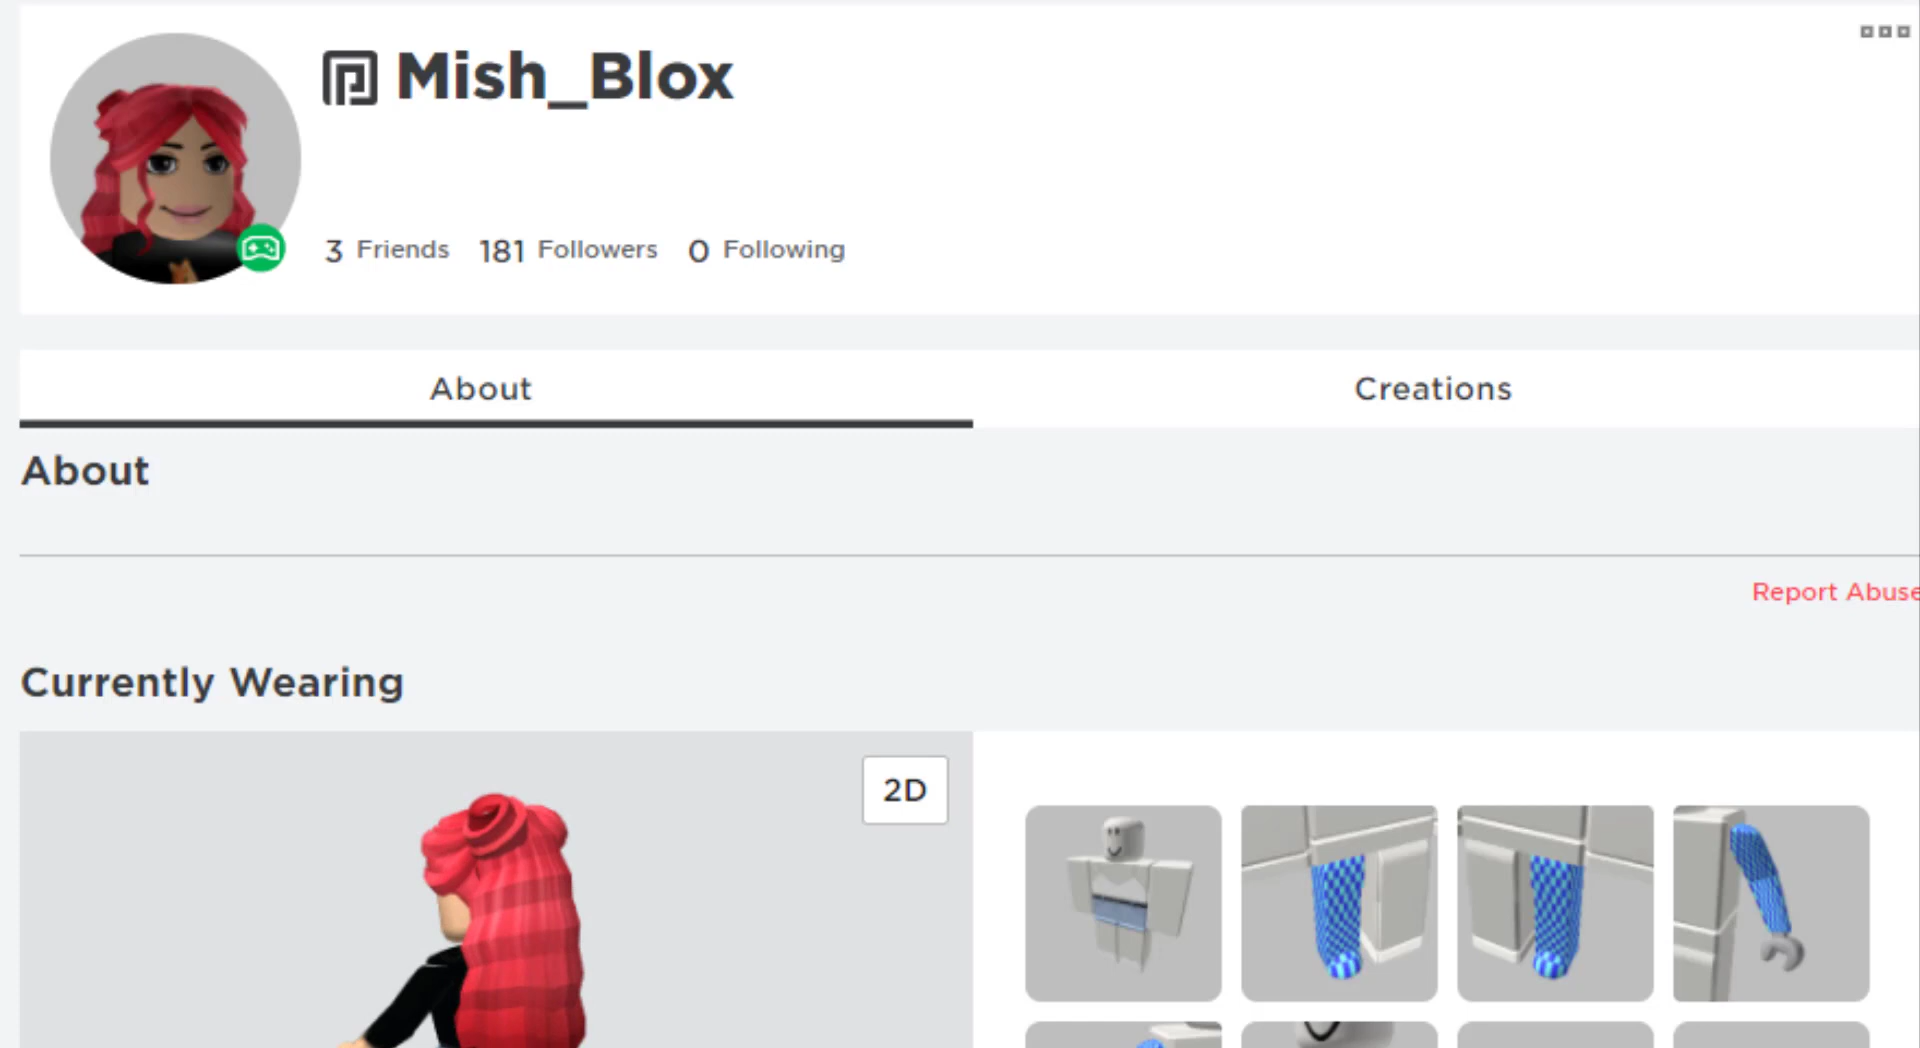 Mish_Blox
3 Friends 181 Followers 0 Following
About Creations
About
Report Abuse
Currently Wearing
2D